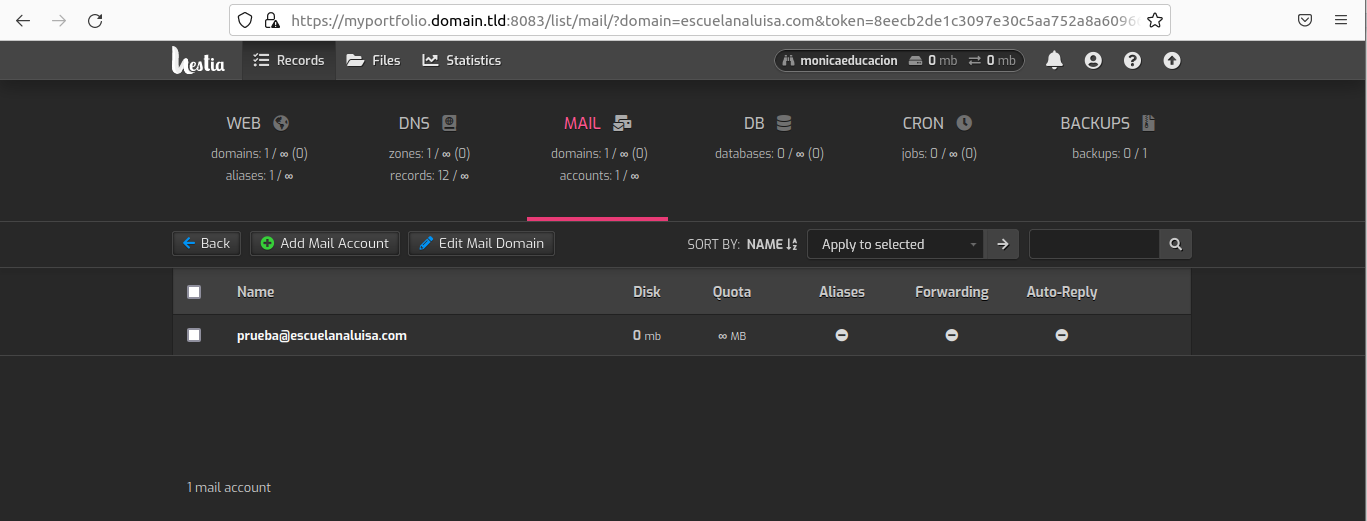 https://myportfolio.domain.tld:8083/list/mail/?domain=escuelanaluisa.com&token=8eecb2de1c3097e30c5aa752a8a6096
hestia Records Files Statistics monicaeducacion 0 mb 0 mb
WEB DNS MAIL DB CRON BACKUPS
domains: 1 / ∞ (0) zones: 1 / ∞ (0) domains: 1 / ∞ (0) databases: 0 / ∞ (0) jobs: 0 / ∞ (0) backups: 0 / 1
aliases: 1 / ∞ records: 12 / ∞ accounts: 1 / ∞
Back Add Mail Account Edit Mail Domain SORT BY: NAME Apply to selected
Name Disk Quota Aliases Forwarding Auto-Reply
prueba@escuelanaluisa.com 0 mb ∞ MB
1 mail account